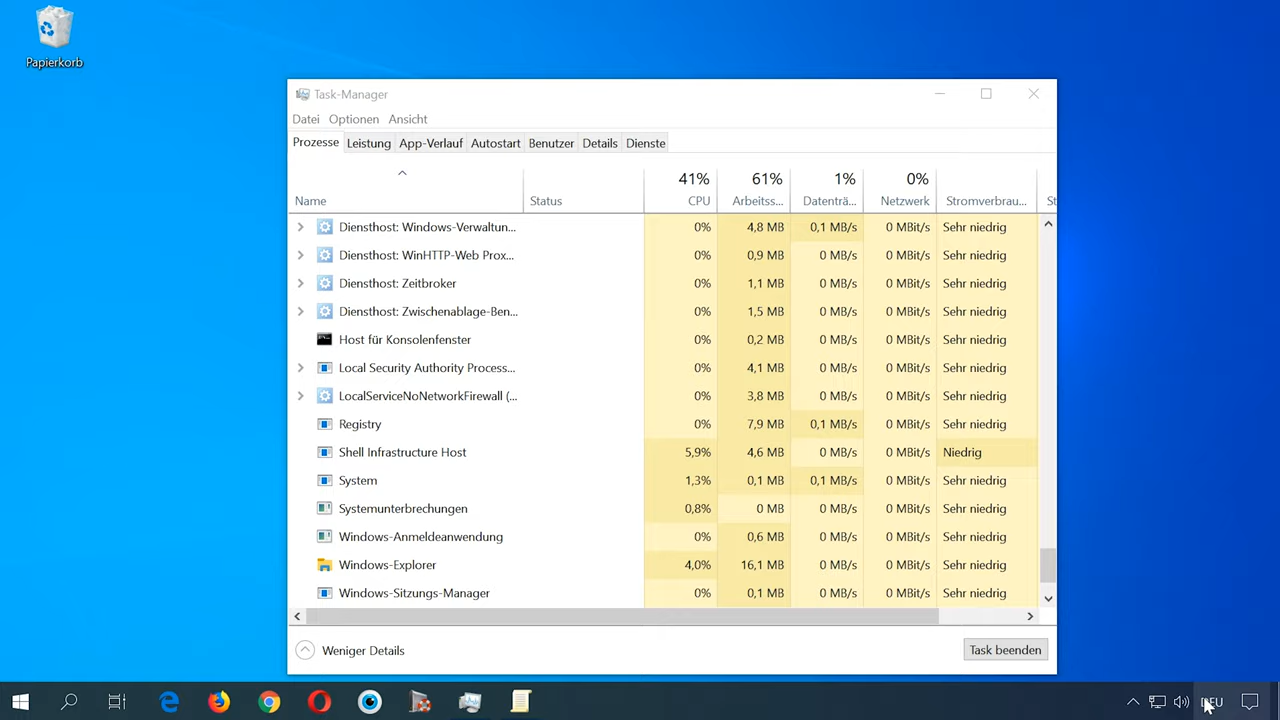 Papierkorb
Task-Manager
Datei Optionen Ansicht
Prozesse Leistung App-Verlauf Autostart Benutzer Details Dienste
41% 61% 1% 0%
Name Status CPU Arbeitss... Datenträ... Netzwerk Stromverbrau... St
Diensthost: Windows-Verwaltun... 0% 4,8 MB 0,1 MB/s 0 MBit/s Sehr niedrig
Diensthost: WinHTTP-Web Prox... 0% 0,9 MB 0 MB/s 0 MBit/s Sehr niedrig
Diensthost: Zeitbroker 0% 1,1 MB 0 MB/s 0 MBit/s Sehr niedrig
Diensthost: Zwischenablage-Ben... 0% 1,5 MB 0 MB/s 0 MBit/s Sehr niedrig
Host für Konsolenfenster 0% 0,2 MB 0 MB/s 0 MBit/s Sehr niedrig
Local Security Authority Process... 0% 4,1 MB 0 MB/s 0 MBit/s Sehr niedrig
LocalServiceNoNetworkFirewall (... 0% 3,8 MB 0 MB/s 0 MBit/s Sehr niedrig
Registry 0% 7,9 MB 0,1 MB/s 0 MBit/s Sehr niedrig
Shell Infrastructure Host 5,9% 4,6 MB 0 MB/s 0 MBit/s Niedrig
System 1,3% 0,1 MB 0,1 MB/s 0 MBit/s Sehr niedrig
Systemunterbrechungen 0,8% 0 MB 0 MB/s 0 MBit/s Sehr niedrig
Windows-Anmeldeanwendung 0% 0,6 MB 0 MB/s 0 MBit/s Sehr niedrig
Windows-Explorer 4,0% 16,1 MB 0 MB/s 0 MBit/s Sehr niedrig
Windows-Sitzungs-Manager 0% 0,1 MB 0 MB/s 0 MBit/s Sehr niedrig
Weniger Details Task beenden
DEU